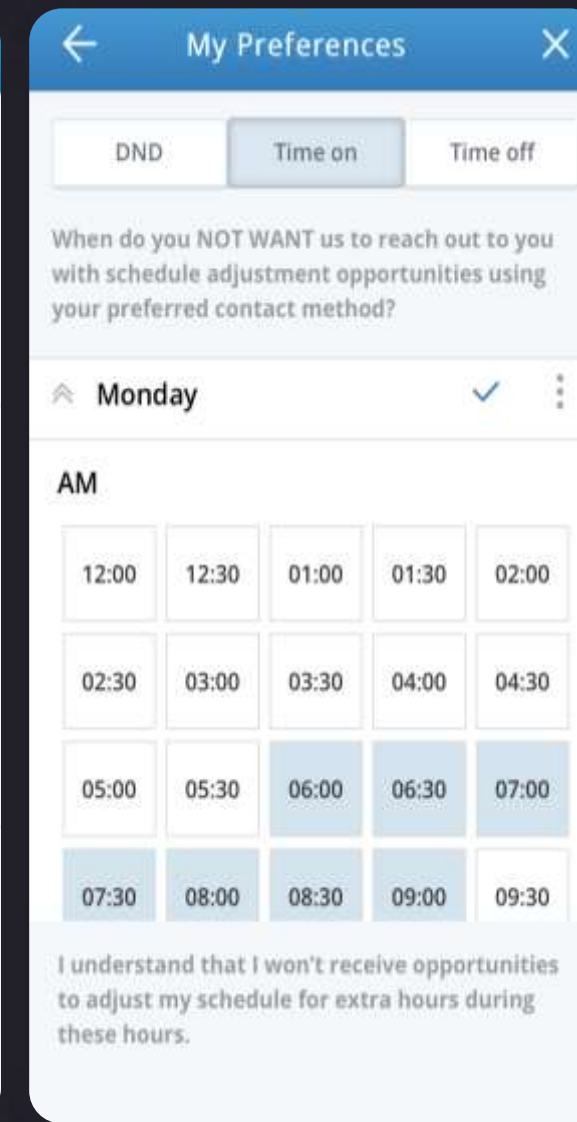 My Preferences
DND Time on Time off
When do you NOT WANT us to reach out to you
with schedule adjustment opportunities using
your preferred contact method?
Monday
AM
12:00 12:30 01:00 01:30 02:00
02:30 03:00 03:30 04:00 04:30
05:00 05:30 06:00 06:30 07:00
07:30 08:00 08:30 09:00 09:30
I understand that I won't receive opportunities
to adjust my schedule for extra hours during
these hours.